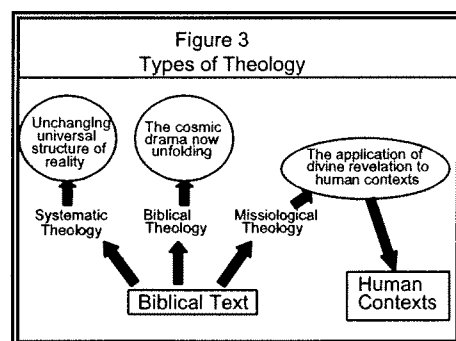 Figure 3
Types of Theology
Unchanging
universal
structure of
reality
The cosmic
drama now
unfolding
The application of
divine revelation to
human contexts
Systematic
Theology
Biblical
Theology
Missiological
Theology
Biblical Text
Human
Contexts